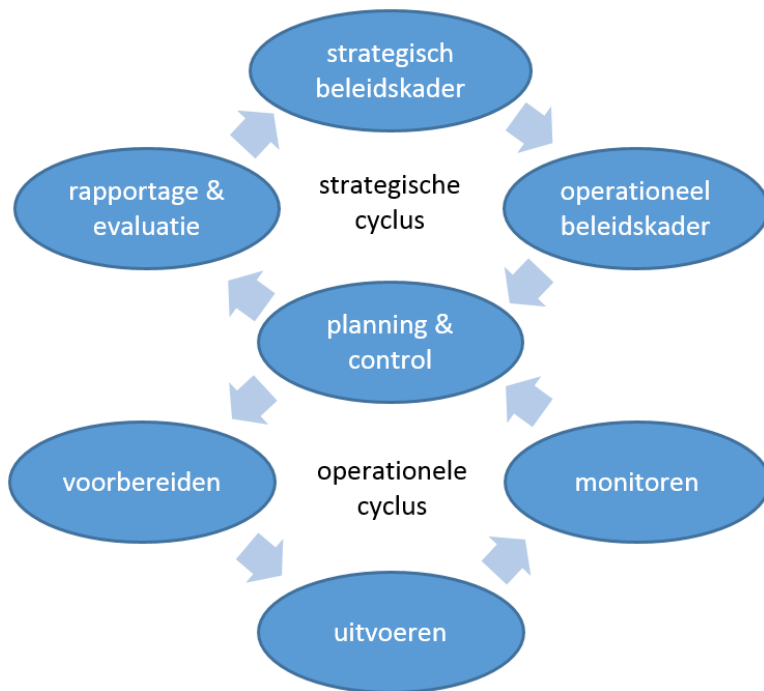 strategisch
beleidskader
rapportage &
evaluatie
strategische
cyclus
operationeel
beleidskader
planning &
control
voorbereiden
operationele
cyclus
monitoren
uitvoeren